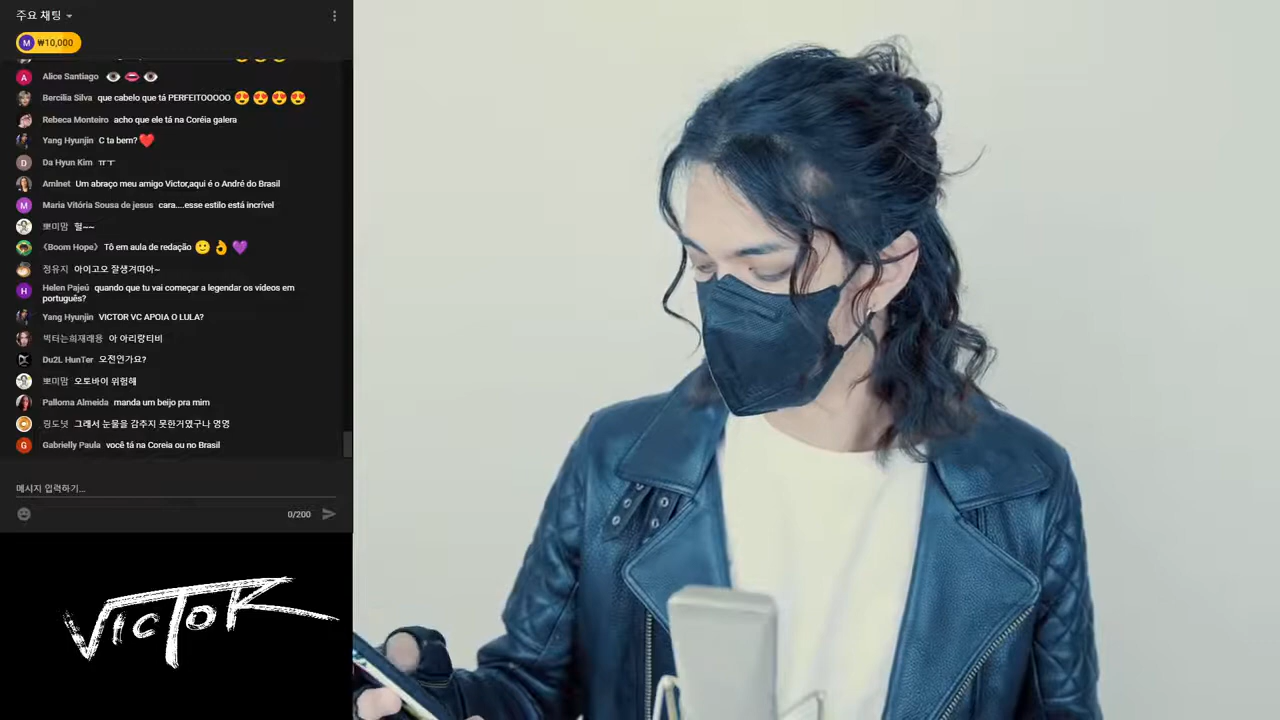 주요 채팅
M ₩10,000
A Alice Santiago
Bercília Silva que cabelo que tá PERFEITOOOOO
Rebeca Monteiro acho que ele tá na Coréia galera
Yang Hyunjin C ta bem?
D Da Hyun Kim ㅠㅜ
Amlnet Um abraço meu amigo Victor,aqui é o André do Brasil
M Maria Vitória Sousa de jesus cara....esse estilo está incrível
뽀미맘 헐~~
《Boom Hope》 Tô em aula de redação
정유지 아이고오 잘생겨따아~
H Helen Pajeú quando que tu vai começar a legendar os vídeos em
português?
Yang Hyunjin VICTOR VC APOIA O LULA?
빅타는희재래용 아 아리랑티비
Du2L HunTer 오전인가요?
뽀미맘 오토바이 위험해
Palloma Almeida manda um beijo pra mim
링도넛 그래서 눈물을 감추지 못한거였구나 명영
G Gabrielly Paula você tá na Coreia ou no Brasil
메시지 입력하기...
0/200
VICTOR